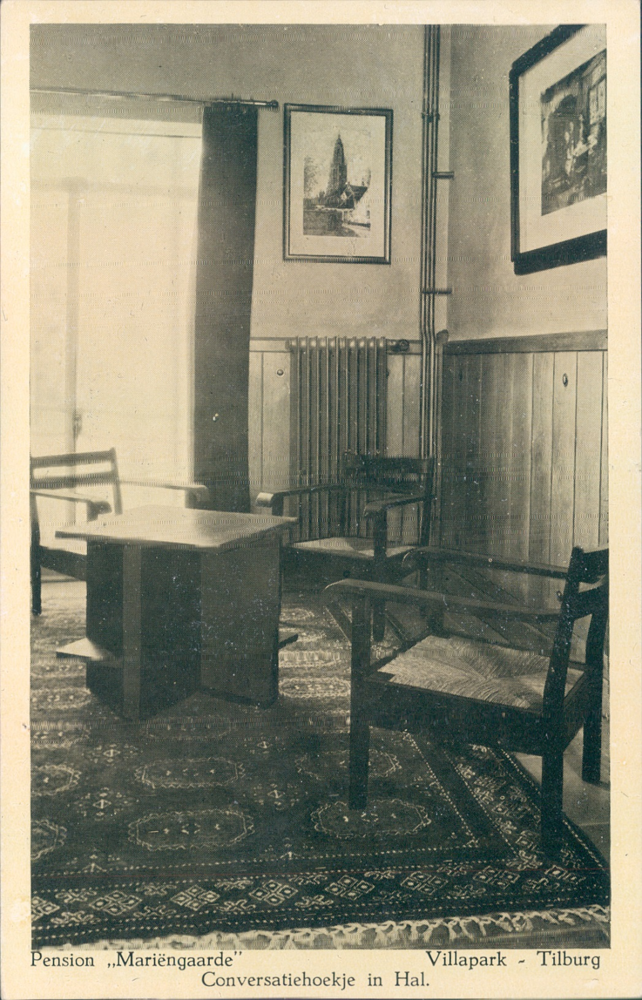 Pension „Mariëngaarde” Villapark - Tilburg
Conversatiehoekje in Hal.